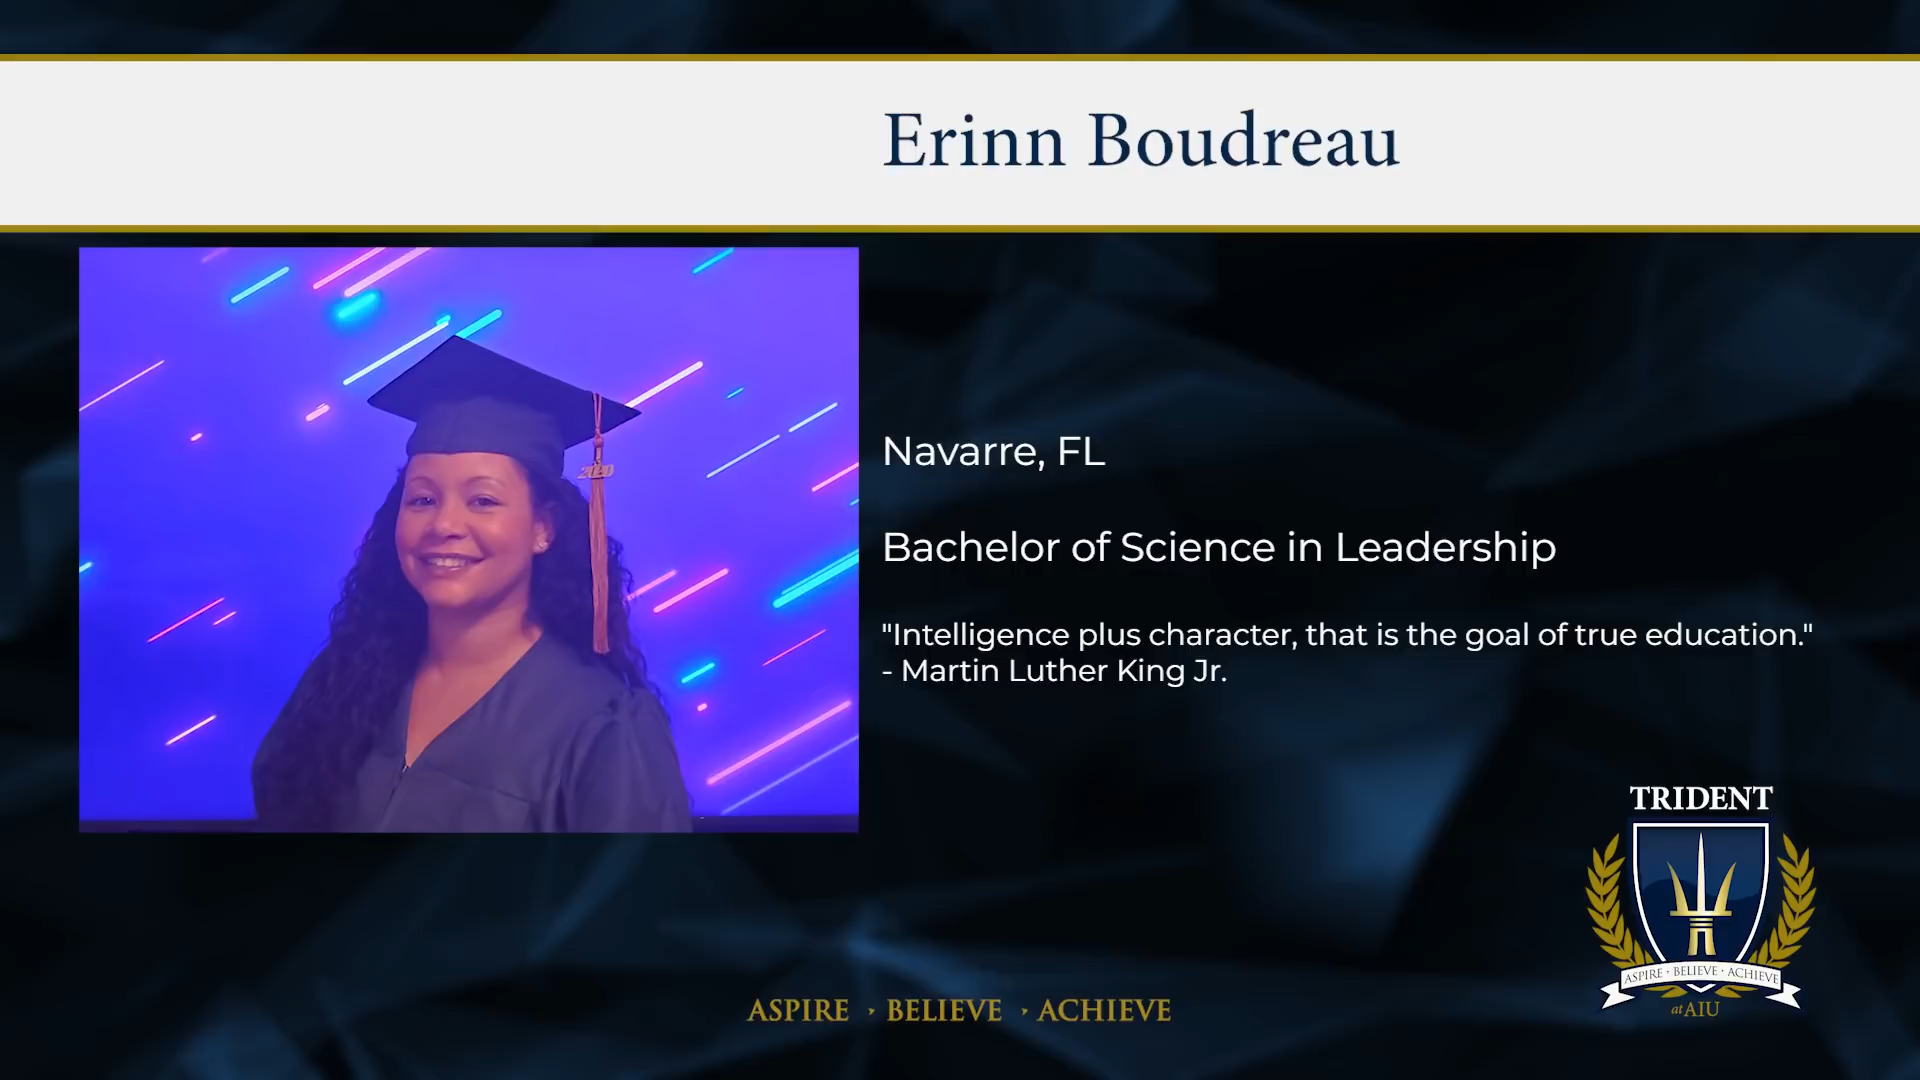 Erinn Boudreau
2020
Navarre, FL
Bachelor of Science in Leadership
"Intelligence plus character, that is the goal of true education."
- Martin Luther King Jr.
TRIDENT
ASPIRE · BELIEVE · ACHIEVE
at AIU
ASPIRE · BELIEVE · ACHIEVE